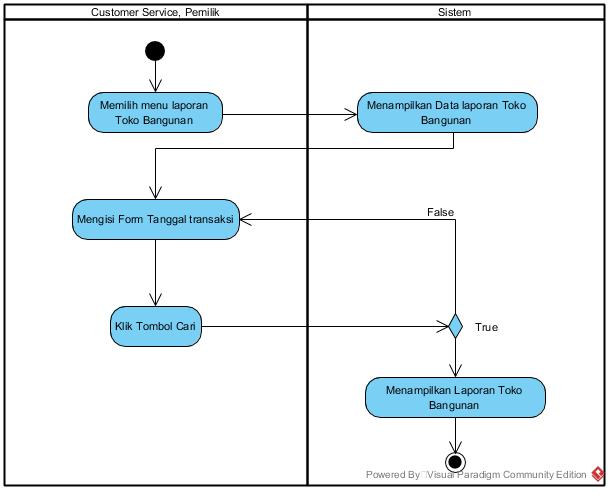 Customer Service, Pemilik
Sistem
Memilih menu laporan
Toko Bangunan
Menampilkan Data laporan Toko
Bangunan
False
Mengisi Form Tanggal transaksi
Klik Tombol Cari
True
Menampilkan Laporan Toko
Bangunan
Powered By Visual Paradigm Community Edition